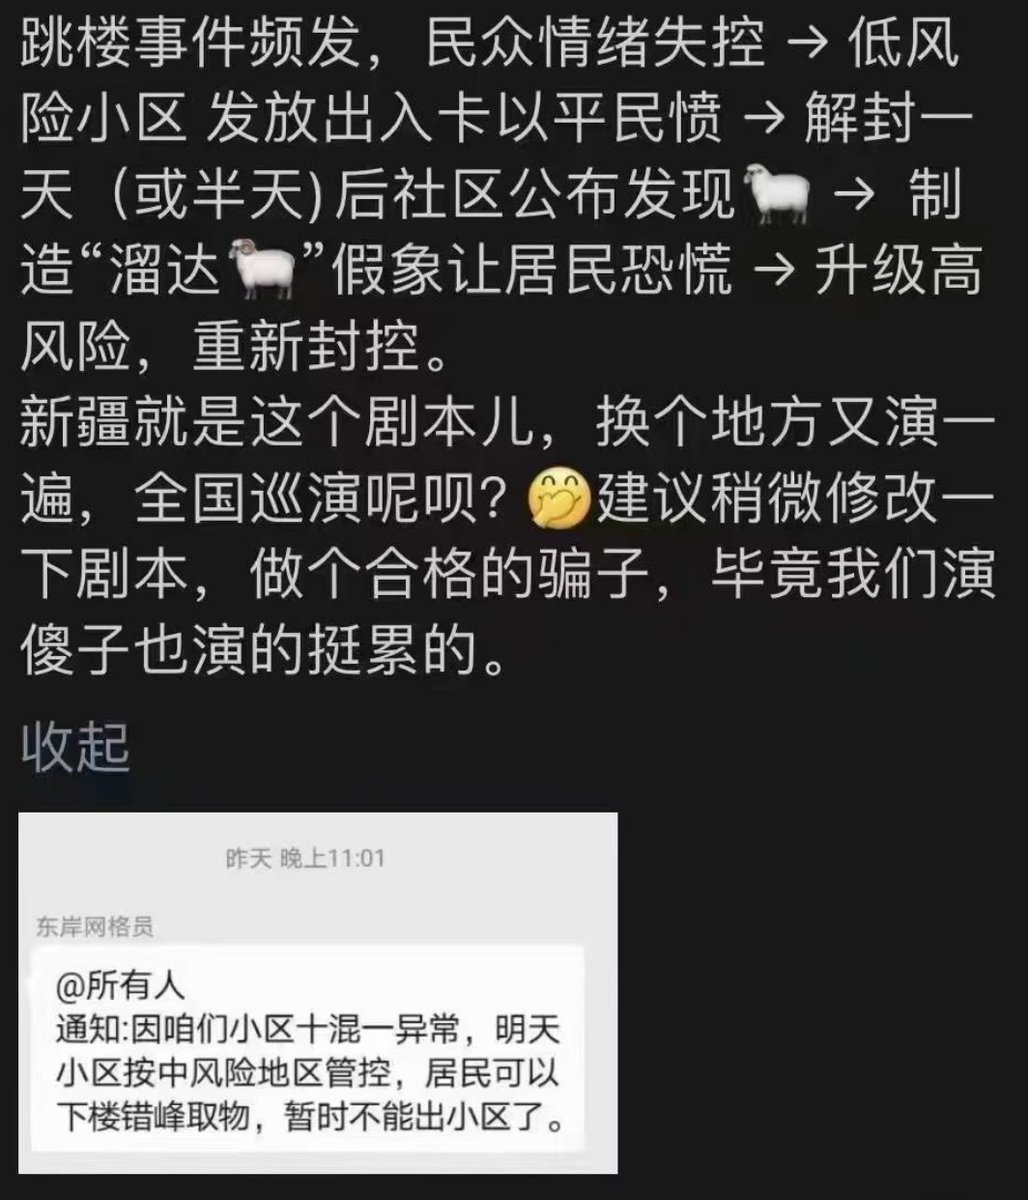 跳楼事件频发，民众情绪失控 → 低风
险小区 发放出入卡以平民愤 → 解封一
天（或半天)后社区公布发现🐑 → 制
造“溜达🐏”假象让居民恐慌 → 升级高
风险，重新封控。
新疆就是这个剧本儿，换个地方又演一
遍，全国巡演呢呗？🤭建议稍微修改一
下剧本，做个合格的骗子，毕竟我们演
傻子也演的挺累的。
收起
昨天 晚上11:01
东岸网格员
@所有人
通知:因咱们小区十混一异常，明天
小区按中风险地区管控，居民可以
下楼错峰取物，暂时不能出小区了。